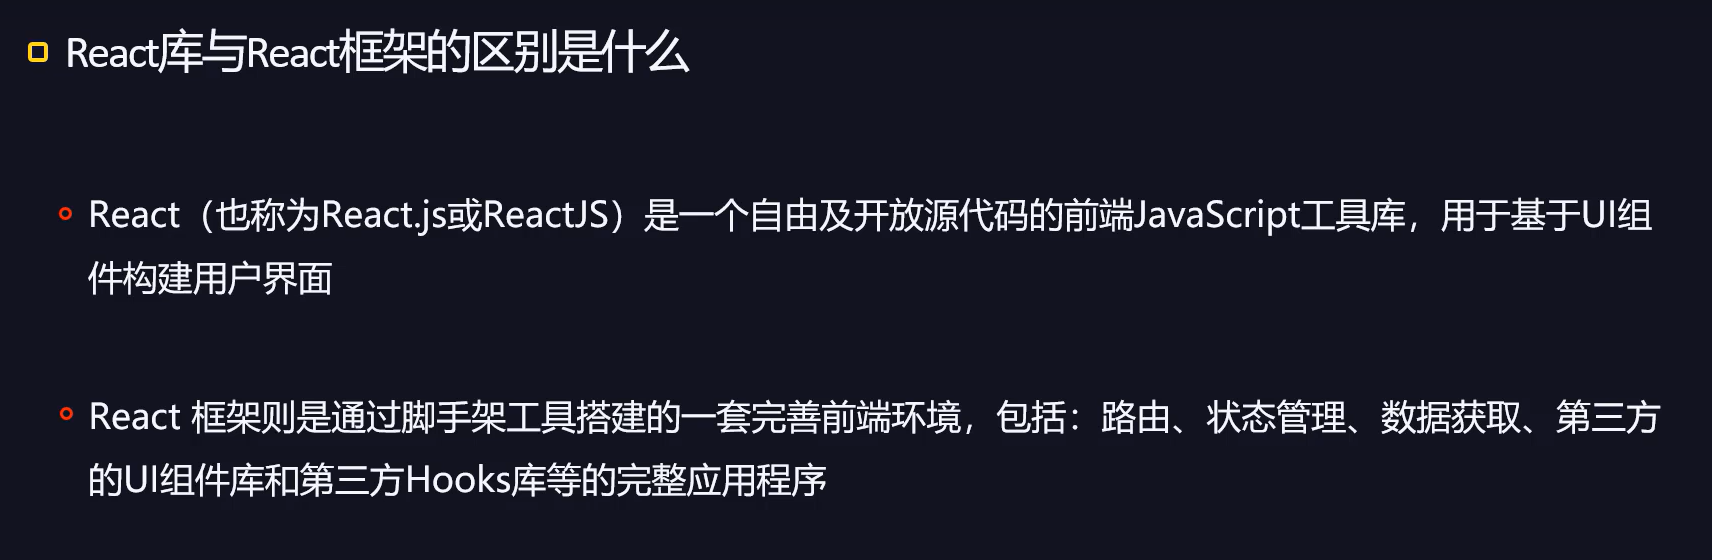 React库与React框架的区别是什么
React（也称为React.js或ReactJS）是一个自由及开放源代码的前端JavaScript工具库，用于基于UI组
件构建用户界面
React 框架则是通过脚手架工具搭建的一套完善前端环境，包括：路由、状态管理、数据获取、第三方
的UI组件库和第三方Hooks库等的完整应用程序